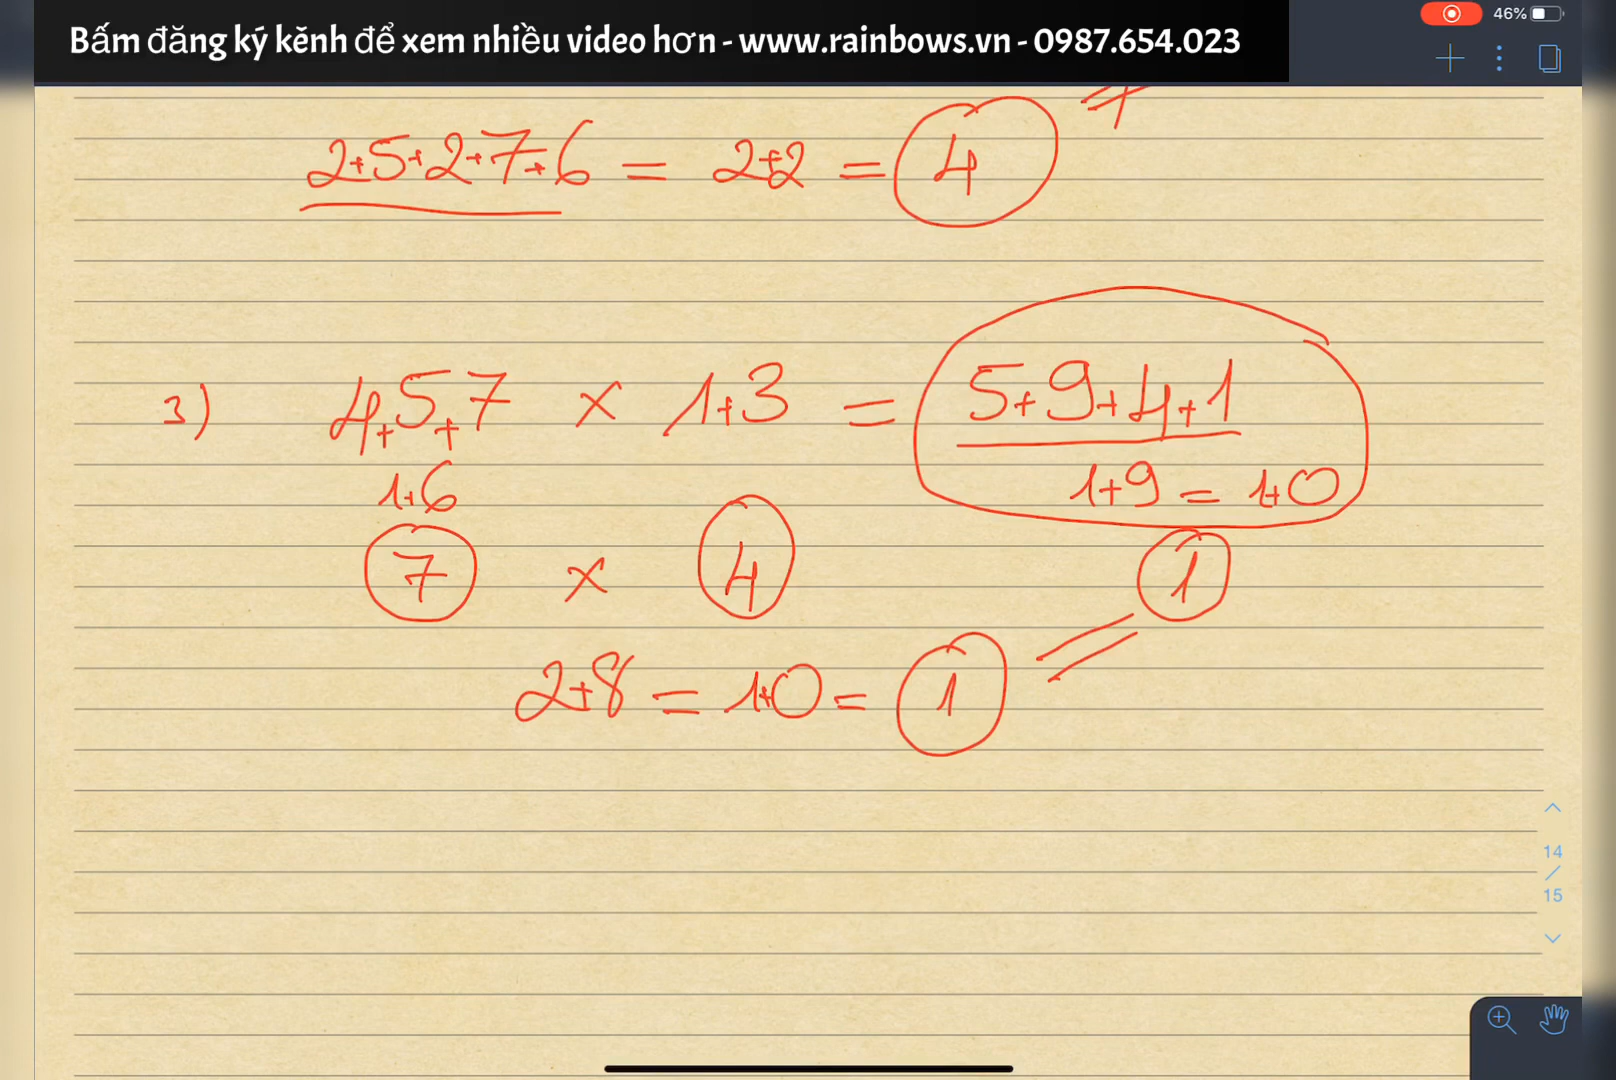 46%
Bấm đăng ký kênh để xem nhiều video hơn - www.rainbows.vn - 0987.654.023
2+5+2+7+6 = 2+2 = 4
3) 4+5+7 × 1+3 = 5+9+4+1
1+6
1+9 = 1+0
7 × 4
1
2+8 = 1+0 = 1
14
/
15